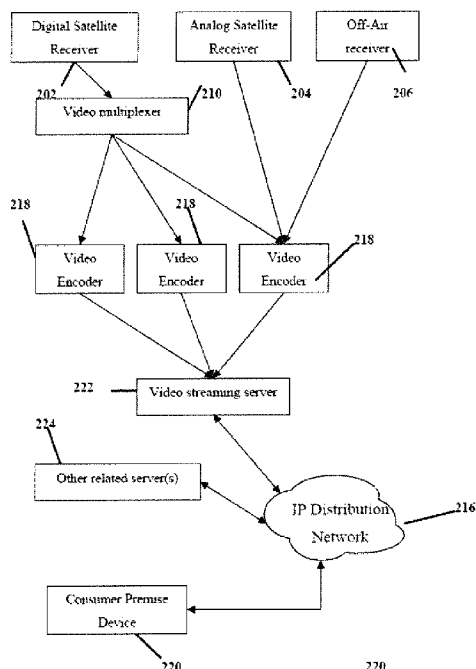 Digital Satellite
Receiver
Analog Satellite
Receiver
Off-Air
receiver
202
210
204
206
Video multiplexer
218
218
Video
Encoder
Video
Encoder
Video
Encoder
218
222
Video streaming server
224
Other related server(s)
IP Distribution
Network
216
Consumer Premise
Device
220
220